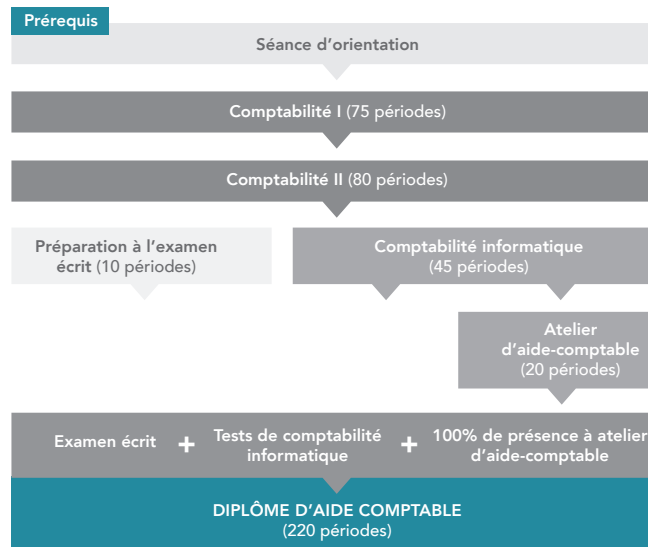 Prérequis
Séance d'orientation
Comptabilité I (75 périodes)
Comptabilité II (80 périodes)
Préparation à l'examen
écrit (10 périodes)
Comptabilité informatique
(45 périodes)
Atelier
d'aide-comptable
(20 périodes)
Examen écrit + Tests de comptabilité
informatique + 100% de présence à atelier
d'aide-comptable
DIPLÔME D'AIDE COMPTABLE
(220 périodes)